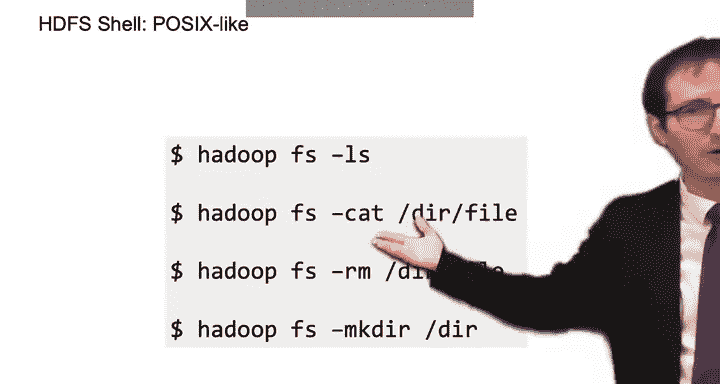 HDFS Shell: POSIX-like
$ hadoop fs –ls
$ hadoop fs –cat /dir/file
$ hadoop fs –rm
$ hadoop fs –mkdir /dir